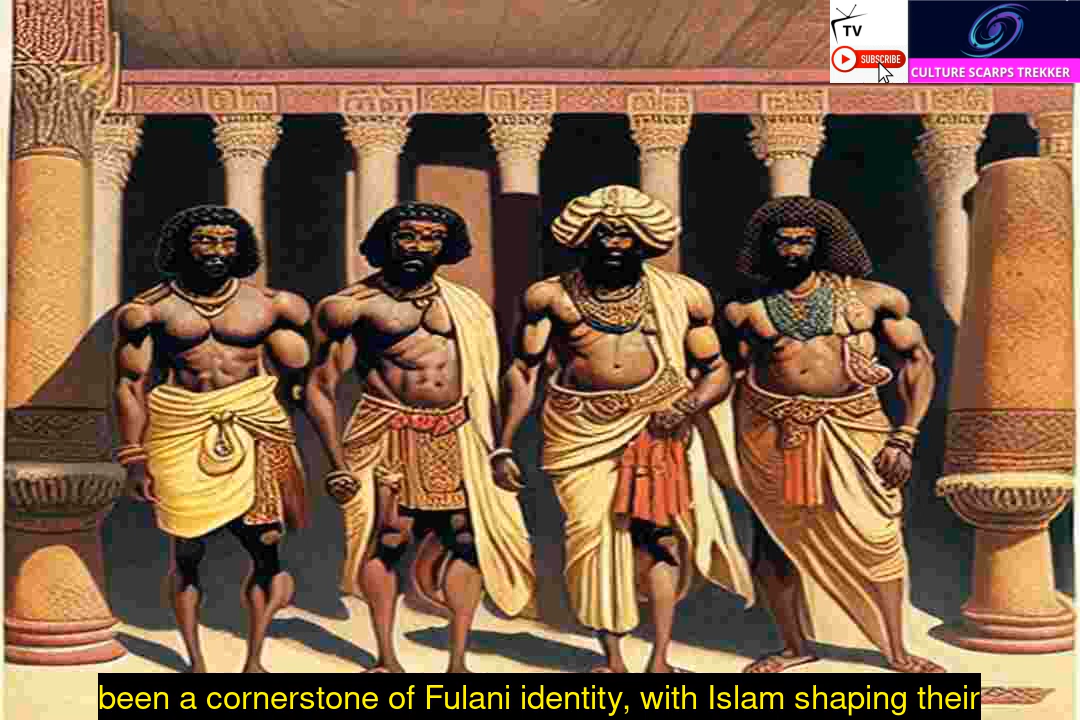 TV
SUBSCRIBE
CULTURE SCARPS TREKKER
been a cornerstone of Fulani identity, with Islam shaping their